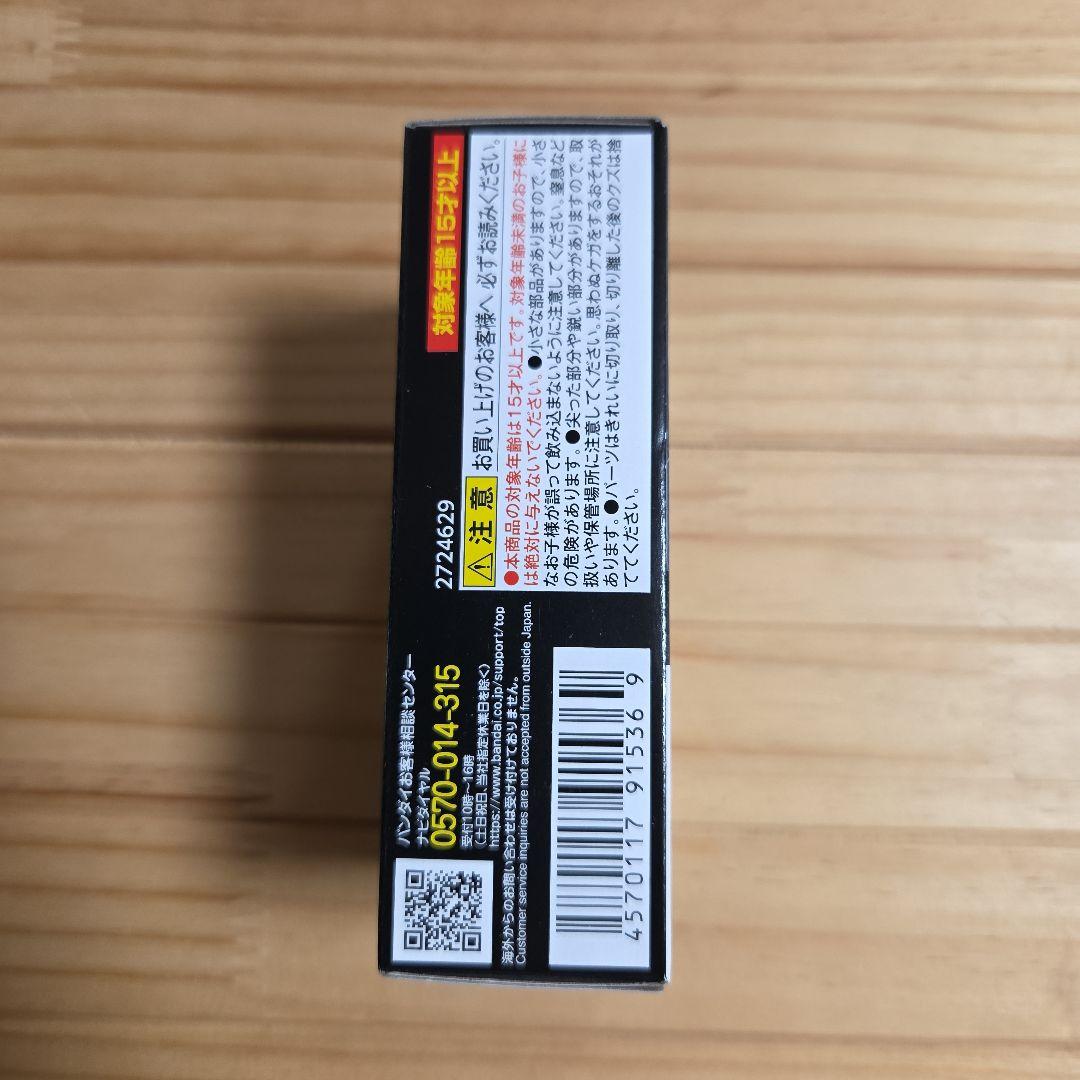 対象年齢15才以上
2724629
注意 お買い上げのお客様へ 必ずお読みください。
●本商品の対象年齢は15才以上です。対象年齢未満のお子様に
は絶対に与えないでください。●小さな部品がありますので、小さ
なお子様が誤って飲み込まないように注意してください。窒息など
の危険があります。●尖った部分や鋭い部分がありますので、取
扱いや保管場所に注意してください。思わぬケガをするおそれが
あります。●パーツはきれいに切り取り、切り離した後のクズは捨
ててください。
バンダイお客様相談センター
ナビダイヤル
0570-014-315
受付10時～16時
（土日祝日、当社指定休業日を除く）
https://www.bandai.co.jp/support/top
海外からのお問い合わせは受け付けておりません。
Customer service inquiries are not accepted from outside Japan.
4 570117 915369